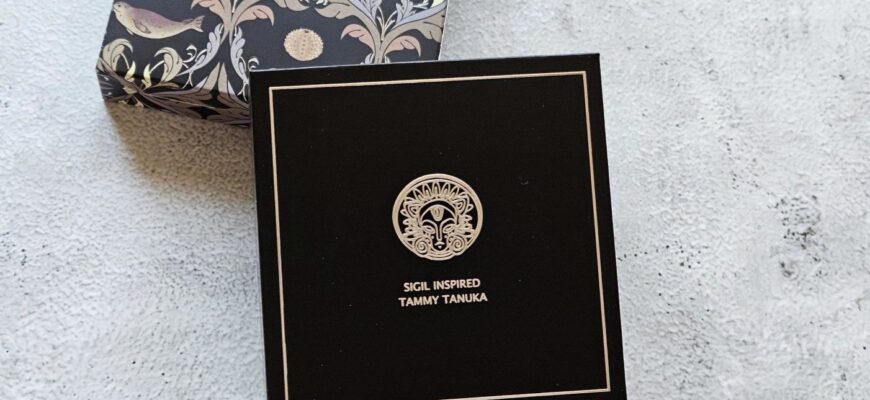 SIGIL INSPIRED
TAMMY TANUKA